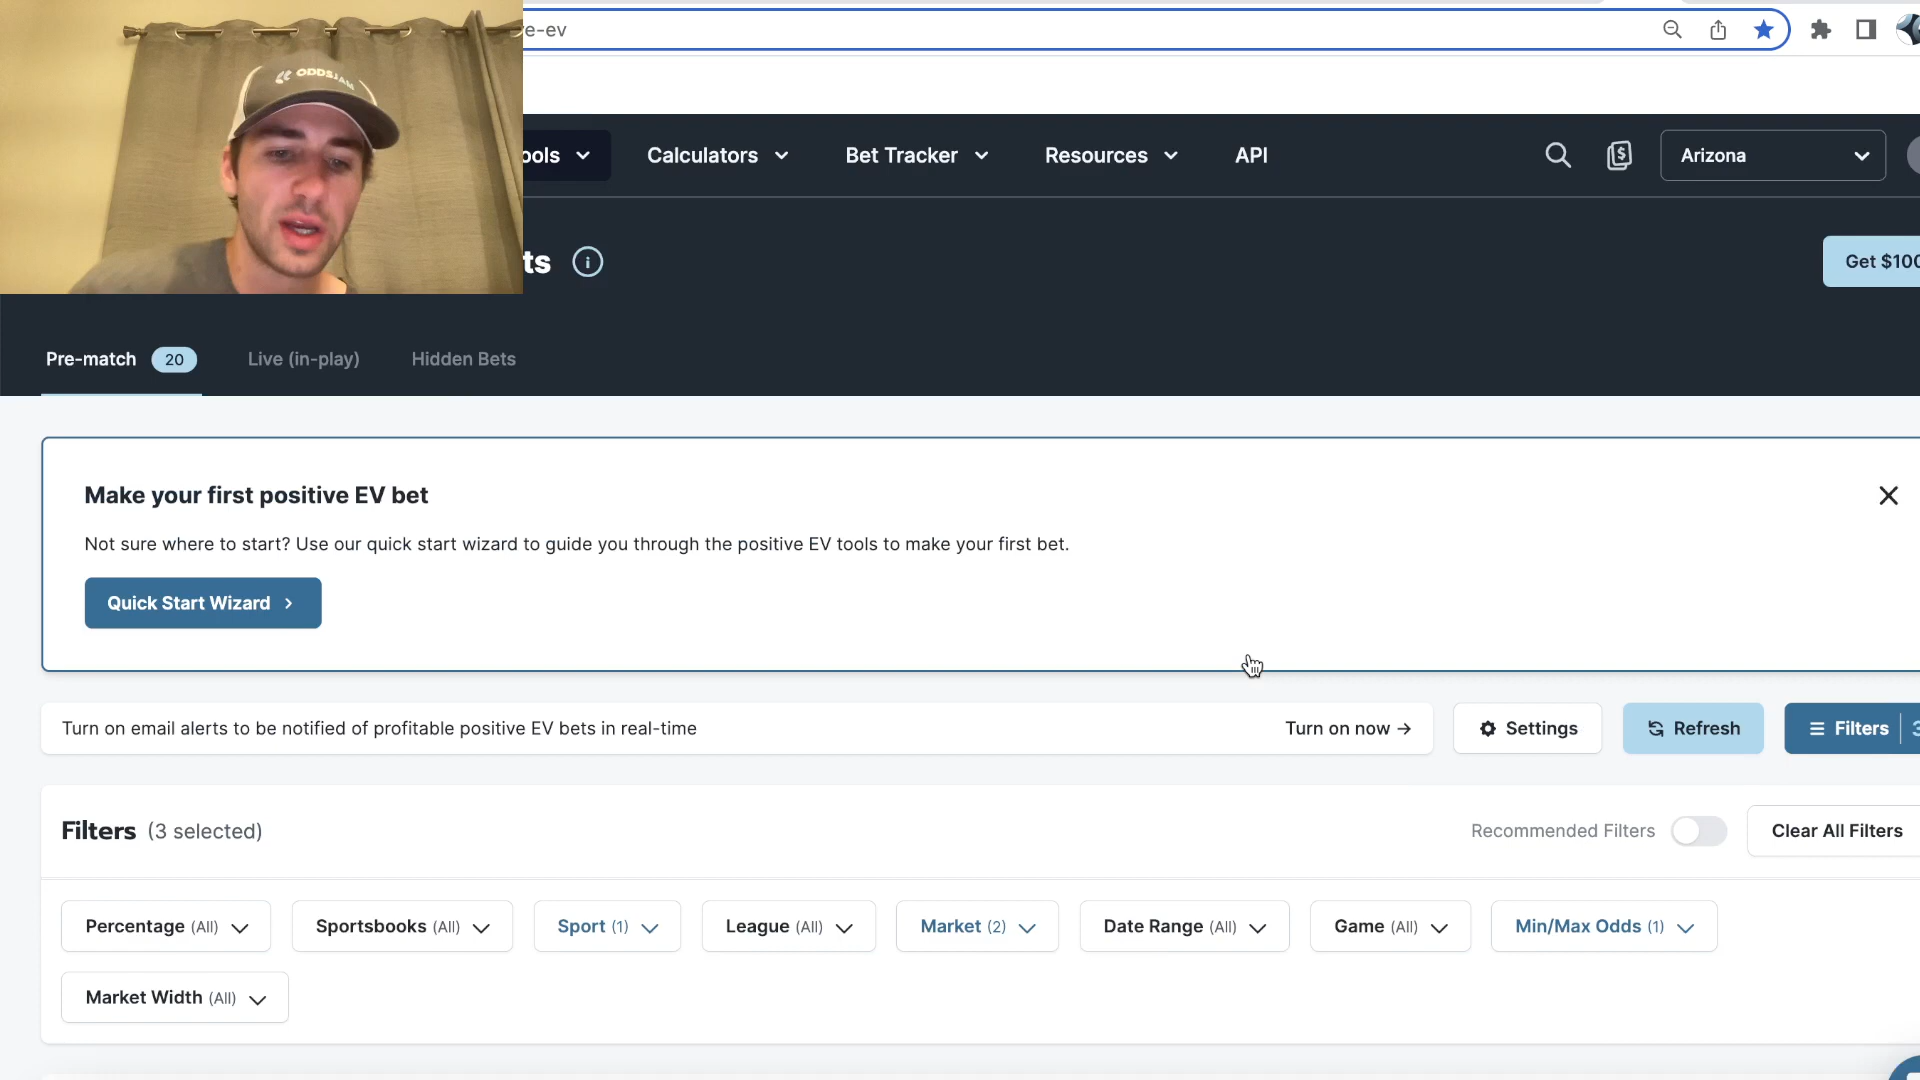 e-ev
ODDSJAM
ools
Calculators
Bet Tracker
Resources
API
Arizona
ts
Get $100
Pre-match 20
Live (in-play)
Hidden Bets
Make your first positive EV bet
Not sure where to start? Use our quick start wizard to guide you through the positive EV tools to make your first bet.
Quick Start Wizard
Turn on email alerts to be notified of profitable positive EV bets in real-time
Turn on now →
Settings
Refresh
Filters 3
Filters (3 selected)
Recommended Filters
Clear All Filters
Percentage (All)
Sportsbooks (All)
Sport (1)
League (All)
Market (2)
Date Range (All)
Game (All)
Min/Max Odds (1)
Market Width (All)